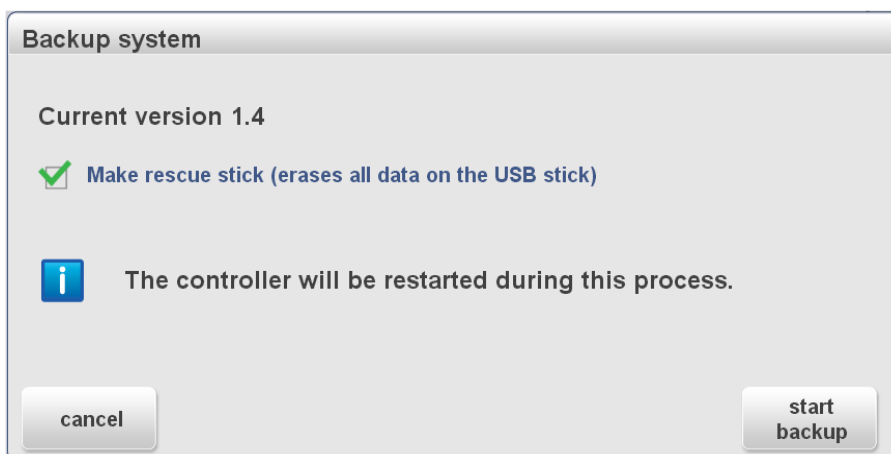 Backup system
Current version 1.4
Make rescue stick (erases all data on the USB stick)
i
The controller will be restarted during this process.
cancel
start
backup